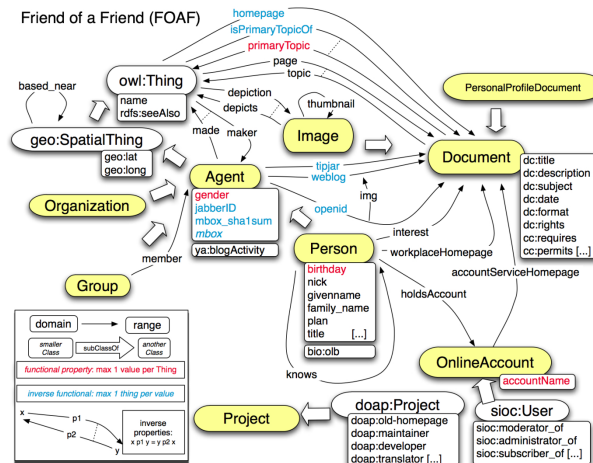 Friend of a Friend (FOAF)
homepage
isPrimaryTopicOf
primaryTopic
page
topic
owl:Thing
name
rdfs:seeAlso
based_near
depiction
depicts
thumbnail
Image
made
maker
PersonalProfileDocument
geo:SpatialThing
geo:lat
geo:long
Document
dc:title
dc:description
dc:subject
dc:date
dc:format
dc:rights
cc:requires
cc:permits [...]
Agent
gender
jabberID
mbox_sha1sum
mbox
ya:blogActivity
tipjar
weblog
img
openid
interest
Organization
member
Group
Person
birthday
nick
givenname
family_name
plan
title [...]
bio:olb
knows
workplaceHomepage
accountServiceHomepage
holdsAccount
OnlineAccount
accountName
domain
range
smaller
Class
subClassOf
another
Class
functional property: max 1 value per Thing
inverse functional: max 1 thing per value
x
p1
p2
y
inverse
properties:
x p1 y = y p2 x
Project
doap:Project
doap:old-homepage
doap:maintainer
doap:developer
doap:translator [...]
sioc:User
sioc:moderator_of
sioc:administrator_of
sioc:subscriber_of [...]